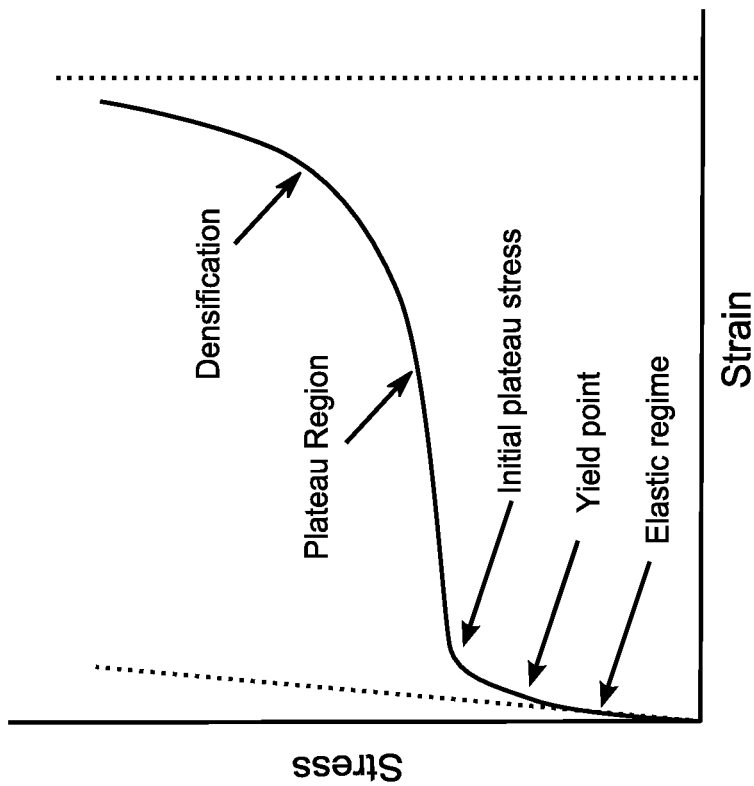 Densification
Plateau Region
Initial plateau stress
Yield point
Elastic regime
Strain
Stress